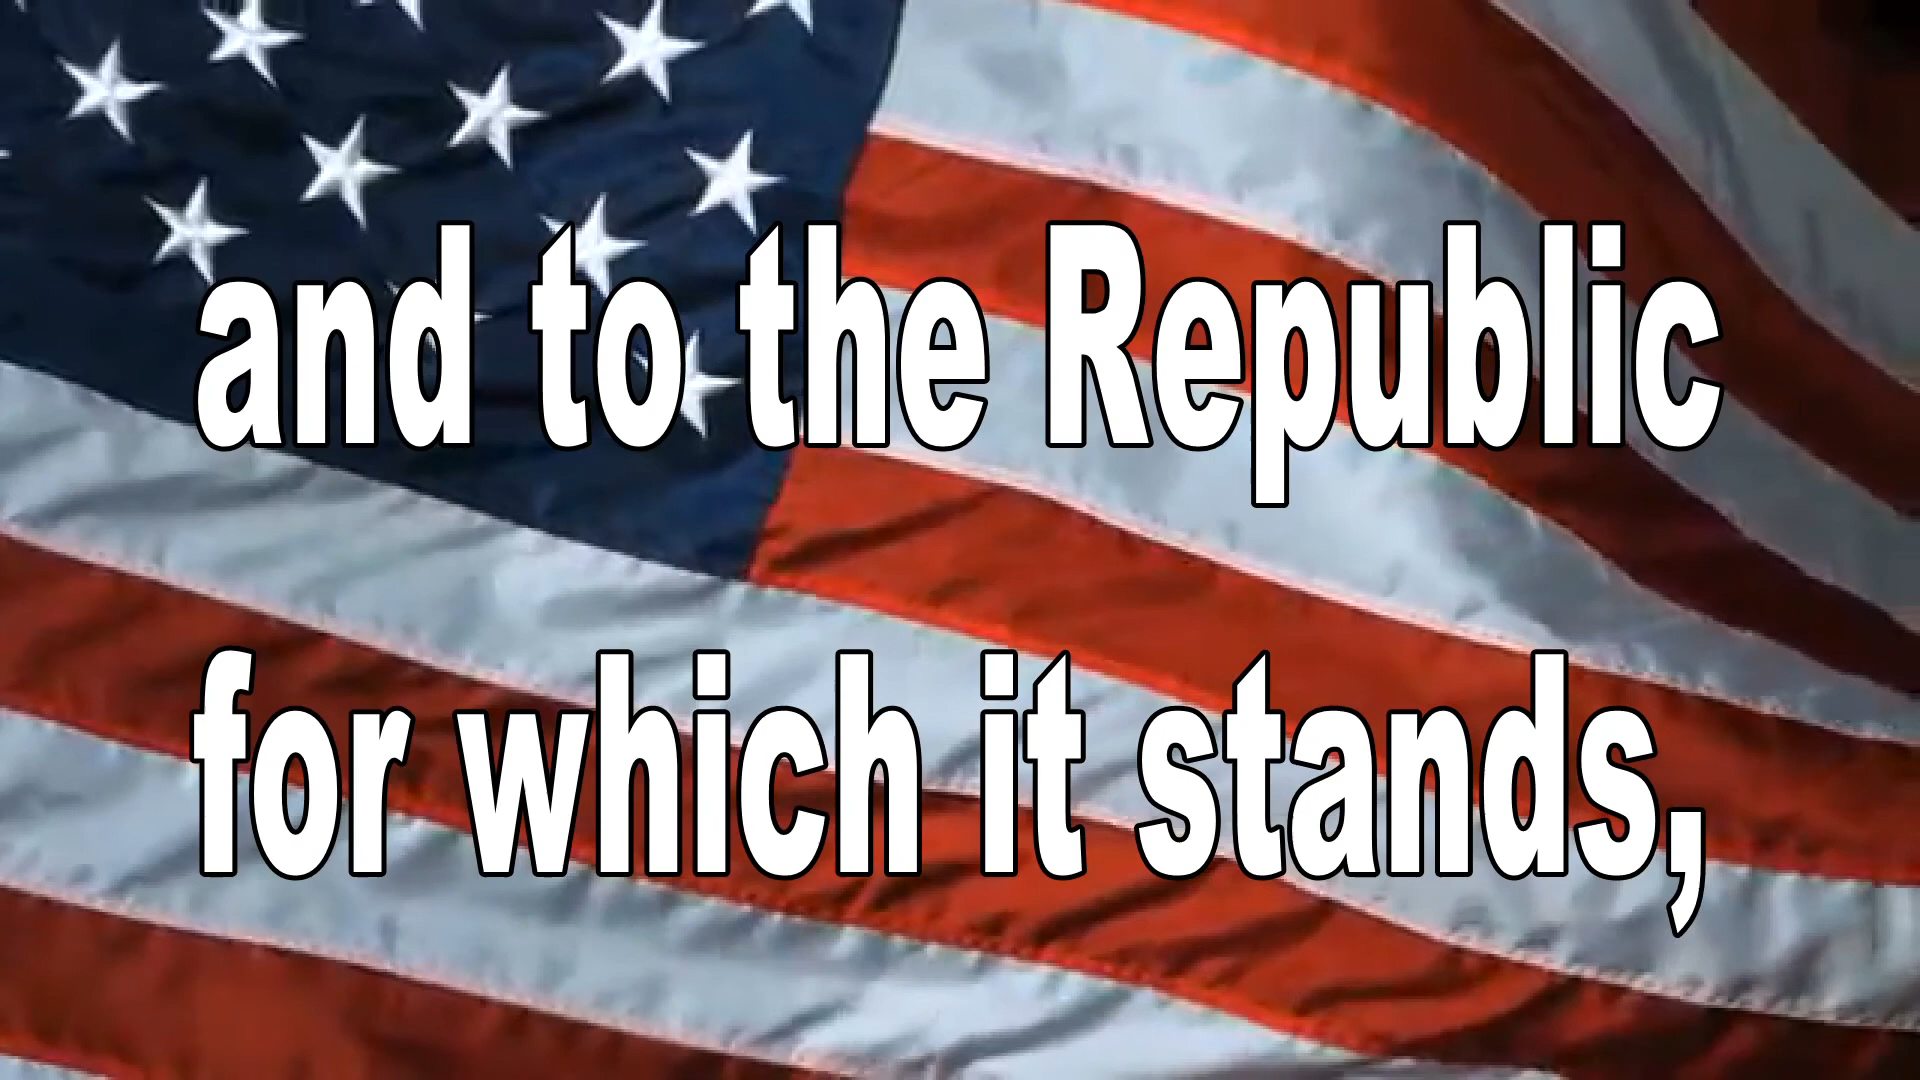 and to the Republic
for which it stands,